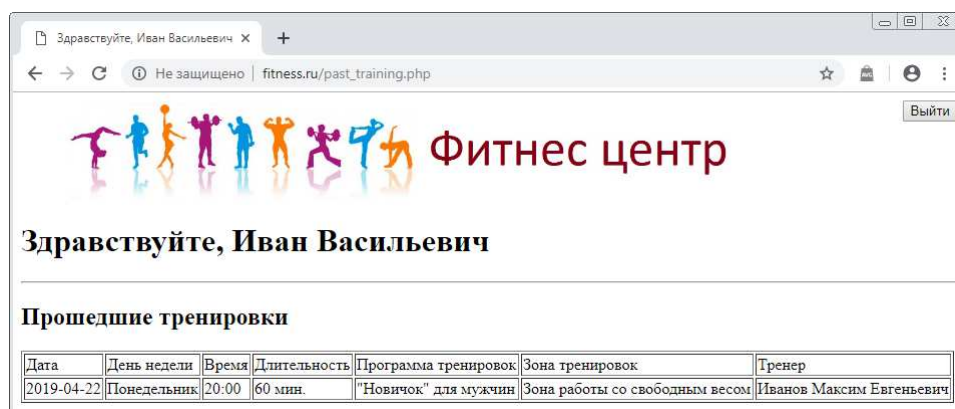 Здравствуйте, Иван Васильевич
Не защищено | fitness.ru/past_training.php
Выйти
Фитнес центр
Здравствуйте, Иван Васильевич
Прошедшие тренировки
Дата День недели Время Длительность Программа тренировок Зона тренировок Тренер
2019-04-22 Понедельник 20:00 60 мин. "Новичок" для мужчин Зона работы со свободным весом Иванов Максим Евгеньевич